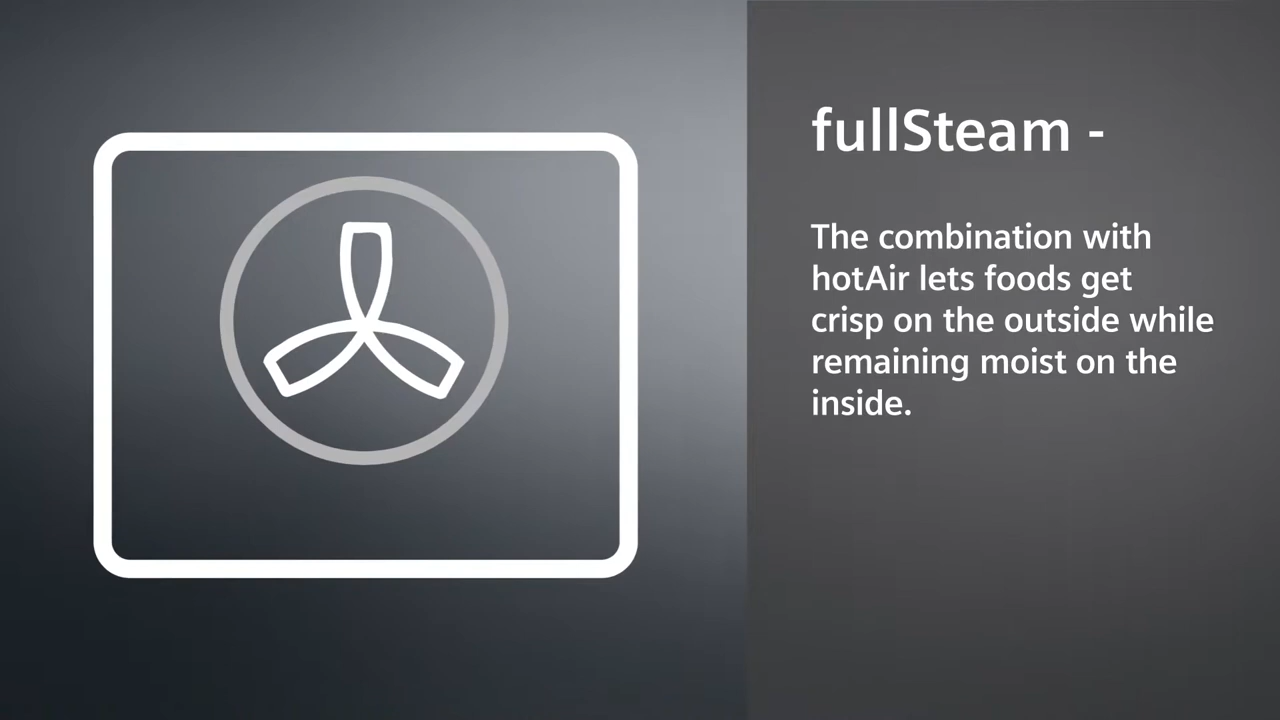 fullSteam -
The combination with
hotAir lets foods get
crisp on the outside while
remaining moist on the
inside.